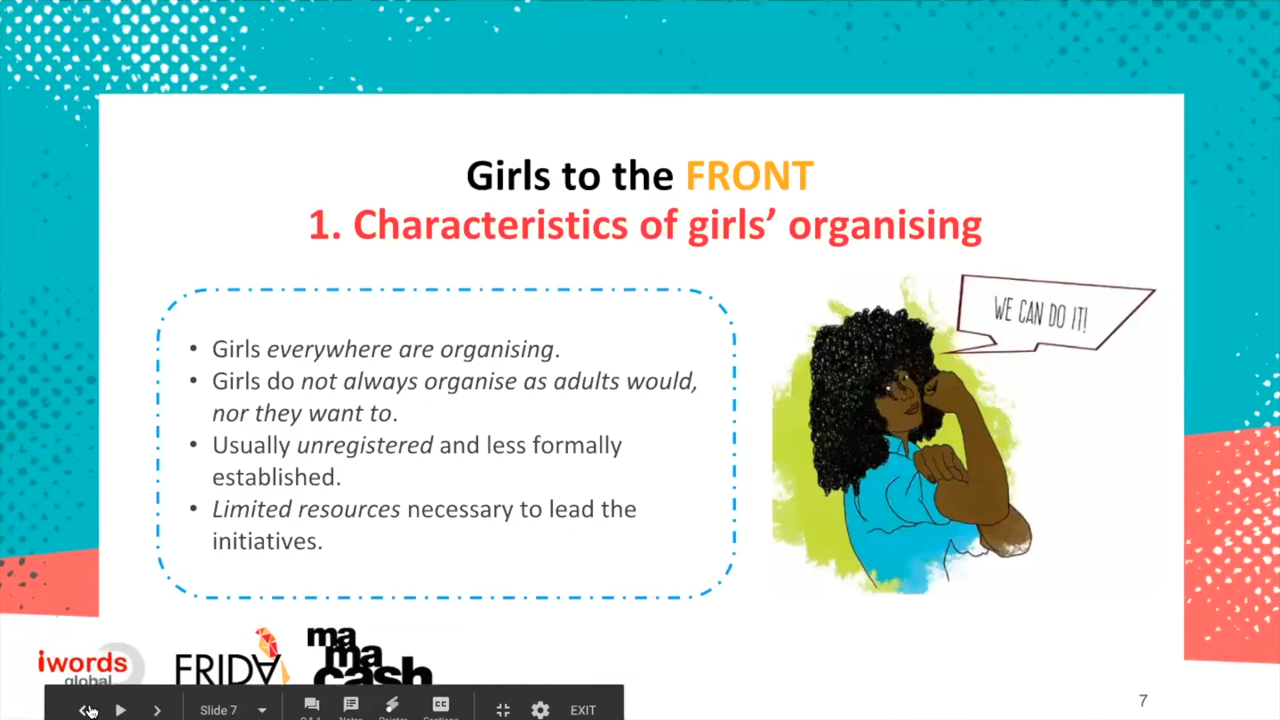 Girls to the FRONT
1. Characteristics of girls’ organising
WE CAN DO IT!
• Girls everywhere are organising.
• Girls do not always organise as adults would,
nor they want to.
• Usually unregistered and less formally
established.
• Limited resources necessary to lead the
initiatives.
iwords
global
FRIDA
ma
ma
cash
7
Slide 7
CC
EXIT